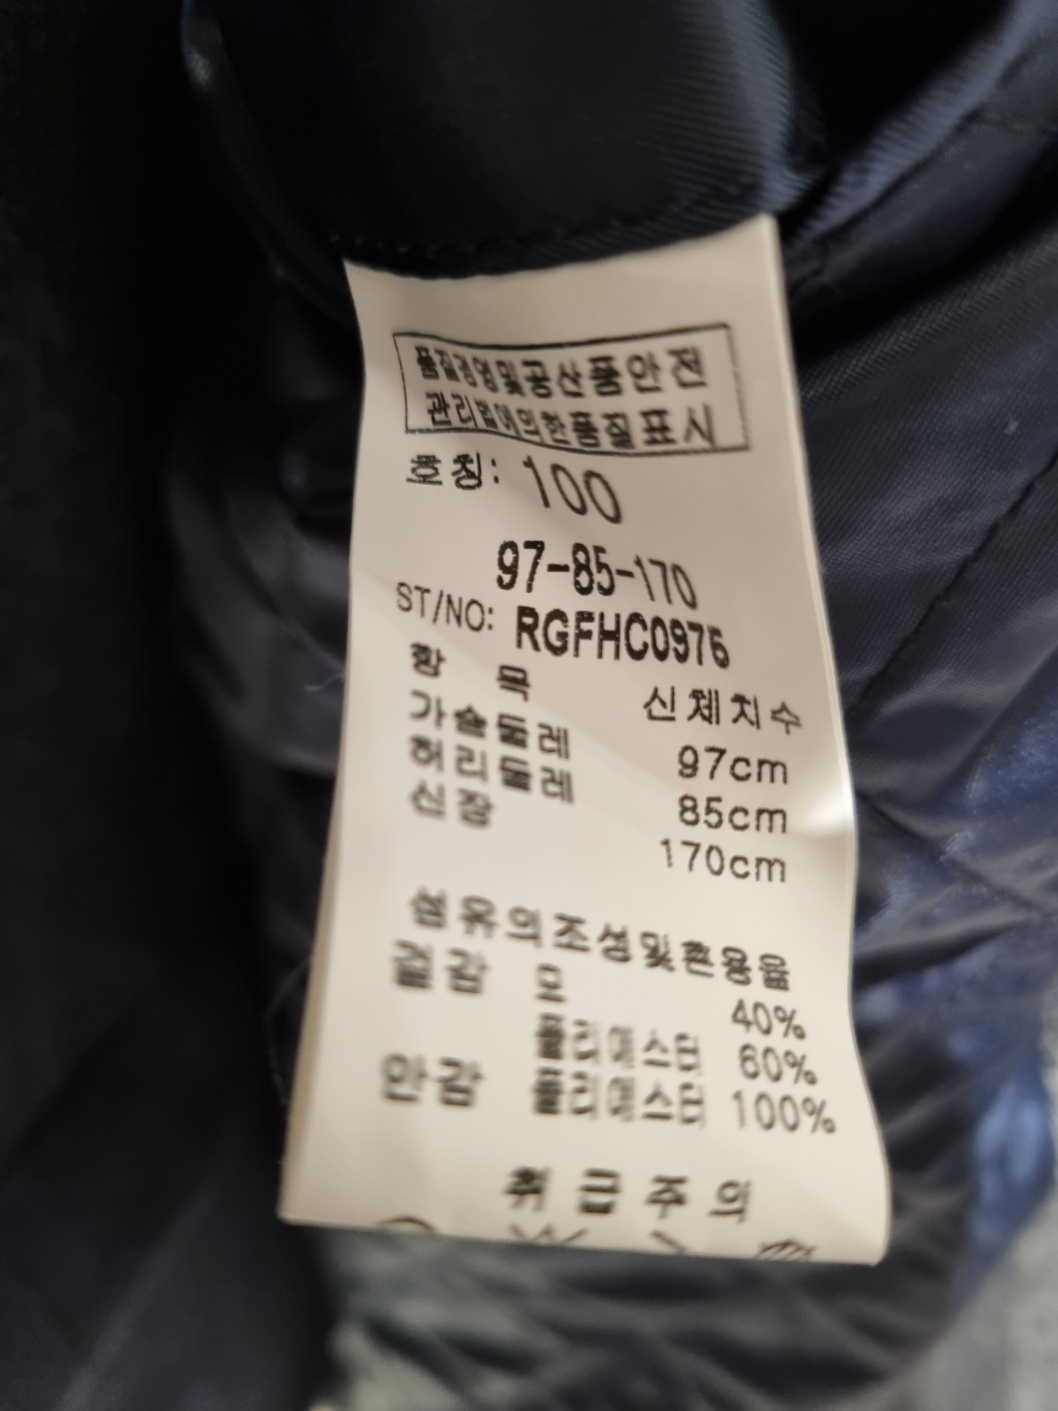 품질경영및공산품안전
관리법에의한품질표시
호칭: 100
97-85-170
ST/NO: RGFHC0976
항 목 신체치수
가슴둘레 97cm
허리둘레 85cm
신장 170cm
섬유의조성및혼용율
겉감 모 40%
폴리에스터 60%
안감 폴리에스터 100%
취급주의